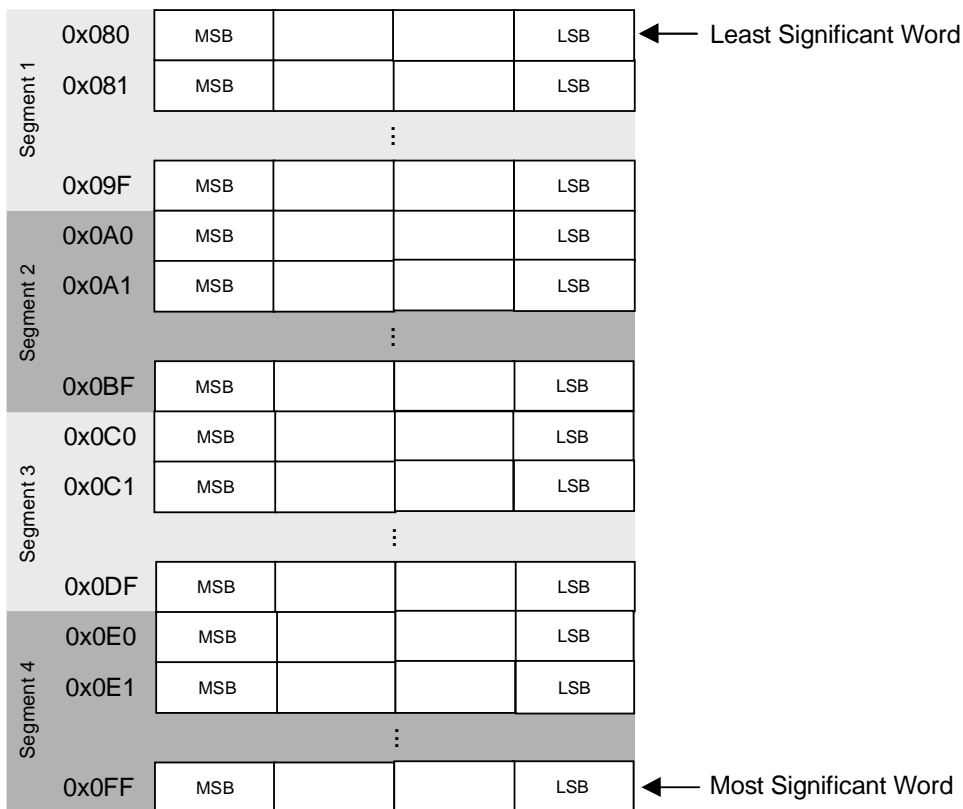 Segment 1
0x080 MSB LSB Least Significant Word
0x081 MSB LSB
⋮
0x09F MSB LSB
Segment 2
0x0A0 MSB LSB
0x0A1 MSB LSB
⋮
0x0BF MSB LSB
Segment 3
0x0C0 MSB LSB
0x0C1 MSB LSB
⋮
0x0DF MSB LSB
Segment 4
0x0E0 MSB LSB
0x0E1 MSB LSB
⋮
0x0FF MSB LSB Most Significant Word